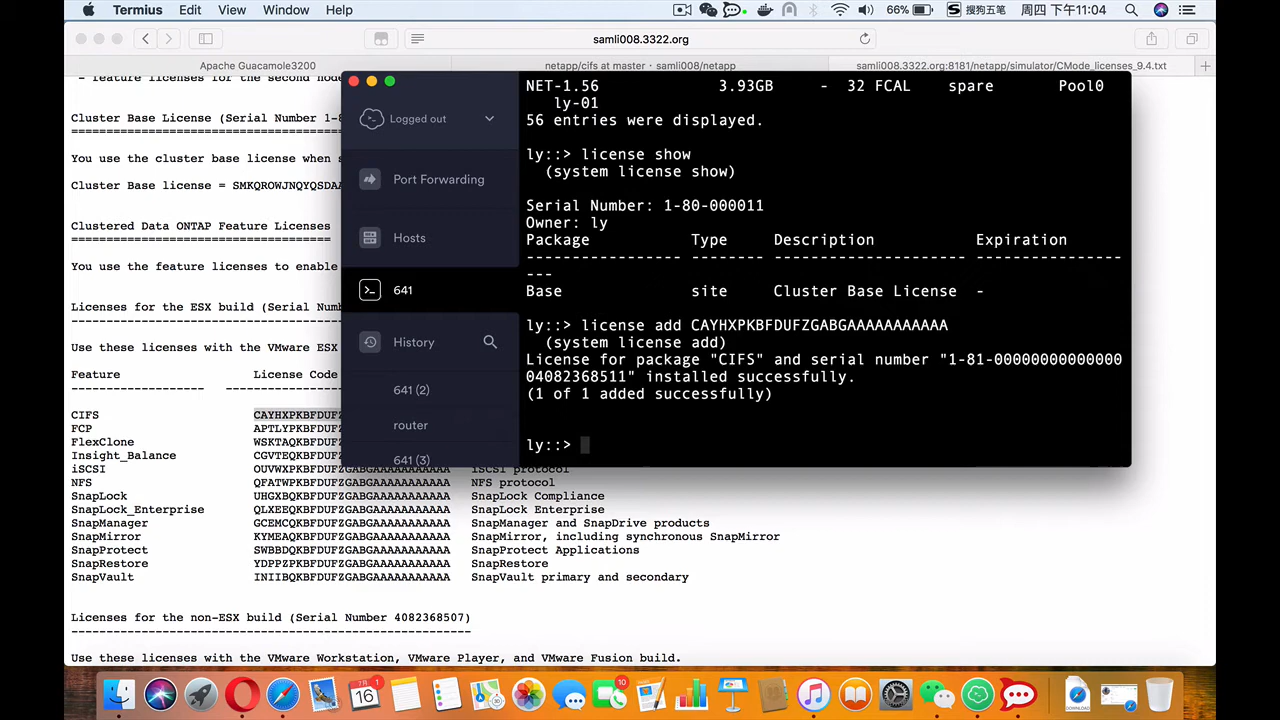 Termius Edit View Window Help
66% 搜狗五笔 周四 下午11:04
samli008.3322.org
Apache Guacamole3200
netapp/cifs at master · samli008/netapp
samli008.3322.org:8181/netapp/simulator/CMode_licenses_9.4.txt
- feature licenses for the second node
Cluster Base License (Serial Number 1-8
=====================================
You use the cluster base license when s
Cluster Base license = SMKQROWJNQYQSDAA
Clustered Data ONTAP Feature Licenses
=====================================
You use the feature licenses to enable
Licenses for the ESX build (Serial Numb
Use these licenses with the VMware ESX
Feature License Code
CIFS CAYHXPKBFDUFZ
FCP APTLYPKBFDUFZ
FlexClone WSKTAQKBFDUFZ
Insight_Balance CGVTEQKBFDUFZ
iSCSI OUVWXPKBFDUFZGABGAAAAAAAAAAA iSCSI protocol
NFS QFATWPKBFDUFZGABGAAAAAAAAAAA NFS protocol
SnapLock UHGXBQKBFDUFZGABGAAAAAAAAAAA SnapLock Compliance
SnapLock_Enterprise QLXEEQKBFDUFZGABGAAAAAAAAAAA SnapLock Enterprise
SnapManager GCEMCQKBFDUFZGABGAAAAAAAAAAA SnapManager and SnapDrive products
SnapMirror KYMEAQKBFDUFZGABGAAAAAAAAAAA SnapMirror, including synchronous SnapMirror
SnapProtect SWBBDQKBFDUFZGABGAAAAAAAAAAA SnapProtect Applications
SnapRestore YDPPZPKBFDUFZGABGAAAAAAAAAAA SnapRestore
SnapVault INIIBQKBFDUFZGABGAAAAAAAAAAA SnapVault primary and secondary
Licenses for the non-ESX build (Serial Number 4082368507)
Use these licenses with the VMware Workstation, VMware Player, and VMware Fusion build.
Logged out
Port Forwarding
Hosts
641
History
641 (2)
router
641 (3)
NET-1.56 3.93GB - 32 FCAL spare Pool0
ly-01
56 entries were displayed.
ly::> license show
(system license show)
Serial Number: 1-80-000011
Owner: ly
Package Type Description Expiration
----------------- -------- --------------------- ----------------
---
Base site Cluster Base License -
ly::> license add CAYHXPKBFDUFZGABGAAAAAAAAAAA
(system license add)
License for package "CIFS" and serial number "1-81-00000000000000
04082368511" installed successfully.
(1 of 1 added successfully)
ly::>
7月
16
10
DOWNLOAD